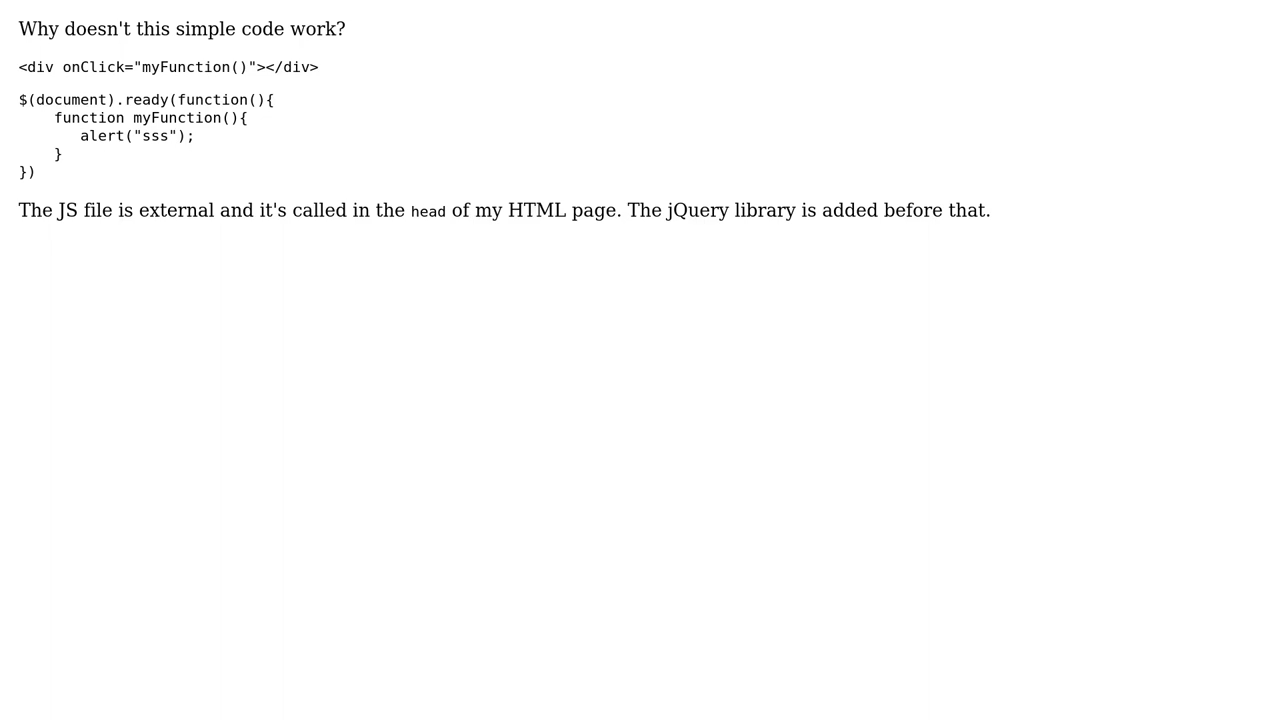 Why doesn't this simple code work?
<div onClick="myFunction()"></div>
$(document).ready(function(){
    function myFunction(){
       alert("sss");
    }
})
The JS file is external and it's called in the head of my HTML page. The jQuery library is added before that.